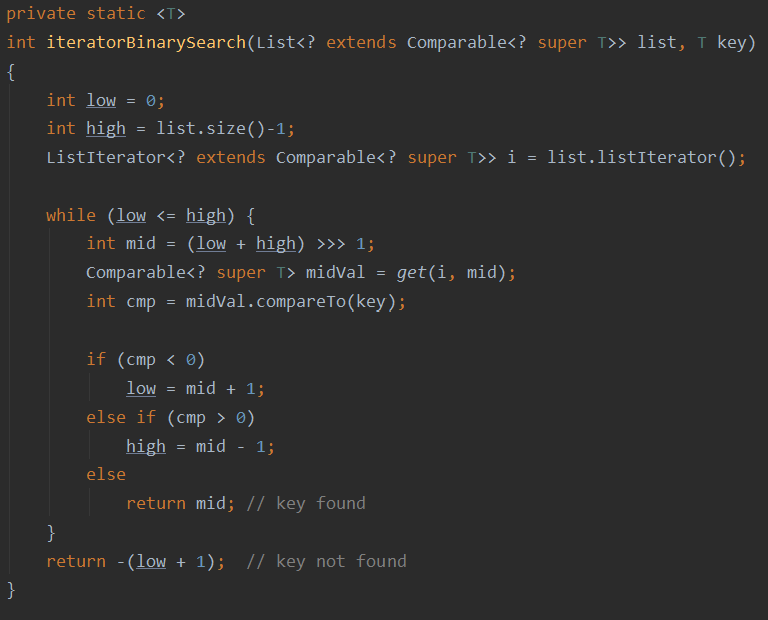 private static <T>
int iteratorBinarySearch(List<? extends Comparable<? super T>> list, T key)
{
    int low = 0;
    int high = list.size()-1;
    ListIterator<? extends Comparable<? super T>> i = list.listIterator();

    while (low <= high) {
        int mid = (low + high) >>> 1;
        Comparable<? super T> midVal = get(i, mid);
        int cmp = midVal.compareTo(key);

        if (cmp < 0)
            low = mid + 1;
        else if (cmp > 0)
            high = mid - 1;
        else
            return mid; // key found
    }
    return -(low + 1);  // key not found
}